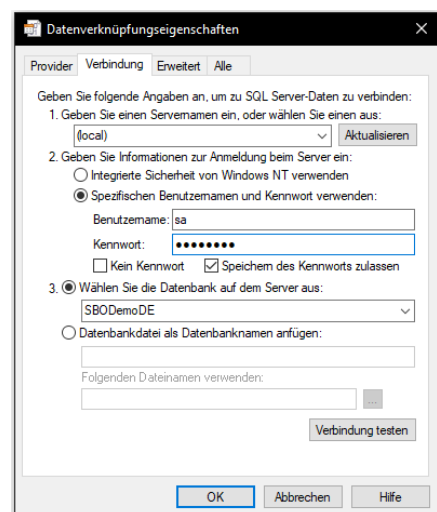 Datenverknüpfungseigenschaften
Provider Verbindung Erweitert Alle
Geben Sie folgende Angaben an, um zu SQL Server-Daten zu verbinden:
1. Geben Sie einen Servernamen ein, oder wählen Sie einen aus:
(local) Aktualisieren
2. Geben Sie Informationen zur Anmeldung beim Server ein:
Integrierte Sicherheit von Windows NT verwenden
Spezifischen Benutzernamen und Kennwort verwenden:
Benutzername: sa
Kennwort: ●●●●●●●●
Kein Kennwort Speichern des Kennworts zulassen
3. Wählen Sie die Datenbank auf dem Server aus:
SBODemoDE
Datenbankdatei als Datenbanknamen anfügen:
Folgenden Dateinamen verwenden:
...
Verbindung testen
OK Abbrechen Hilfe